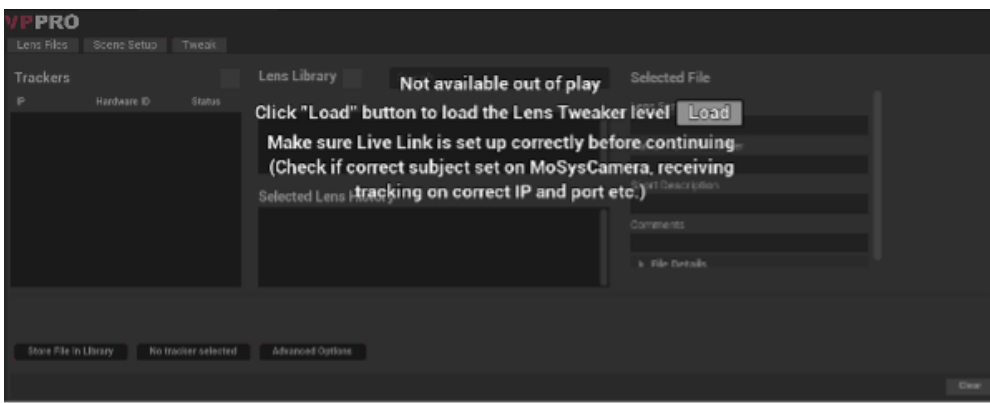 VPPRO
Lens Files Scene Setup Tweak
Trackers Lens Library Selected File
Not available out of play
IP Hardware ID Status
Click "Load" button to load the Lens Tweaker level Load
Make sure Live Link is set up correctly before continuing
(Check if correct subject set on MoSysCamera, receiving
tracking on correct IP and port etc.)
Short Description
Selected Lens History
Comments
File Details
Store File in Library No tracker selected Advanced Options
Clear